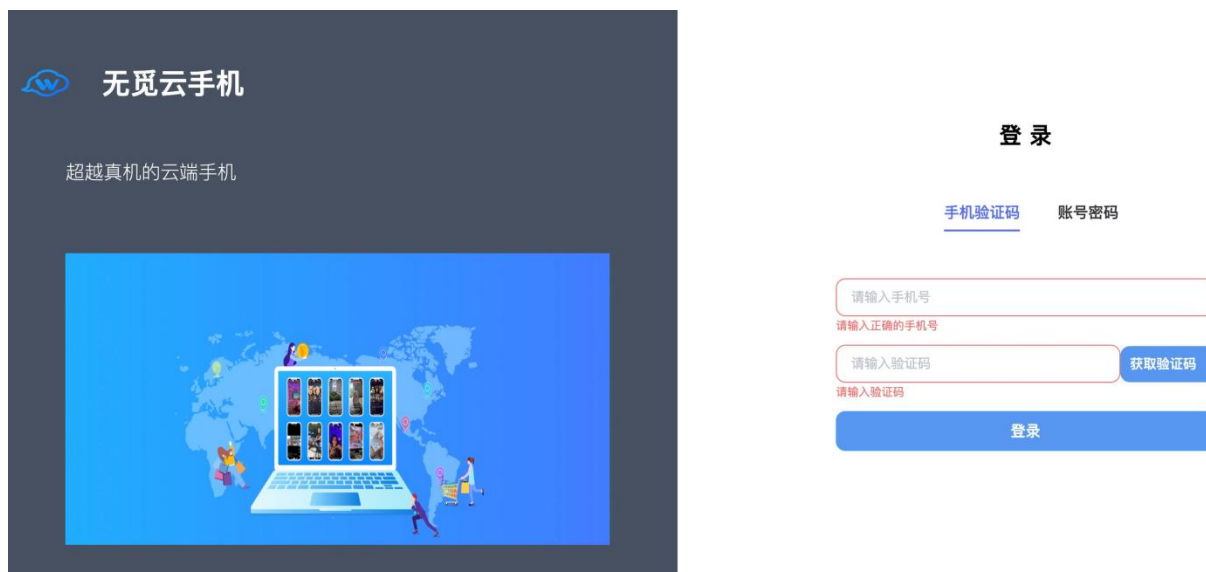 无觅云手机
超越真机的云端手机
登录
手机验证码 账号密码
请输入手机号
请输入正确的手机号
请输入验证码 获取验证码
请输入验证码
登录